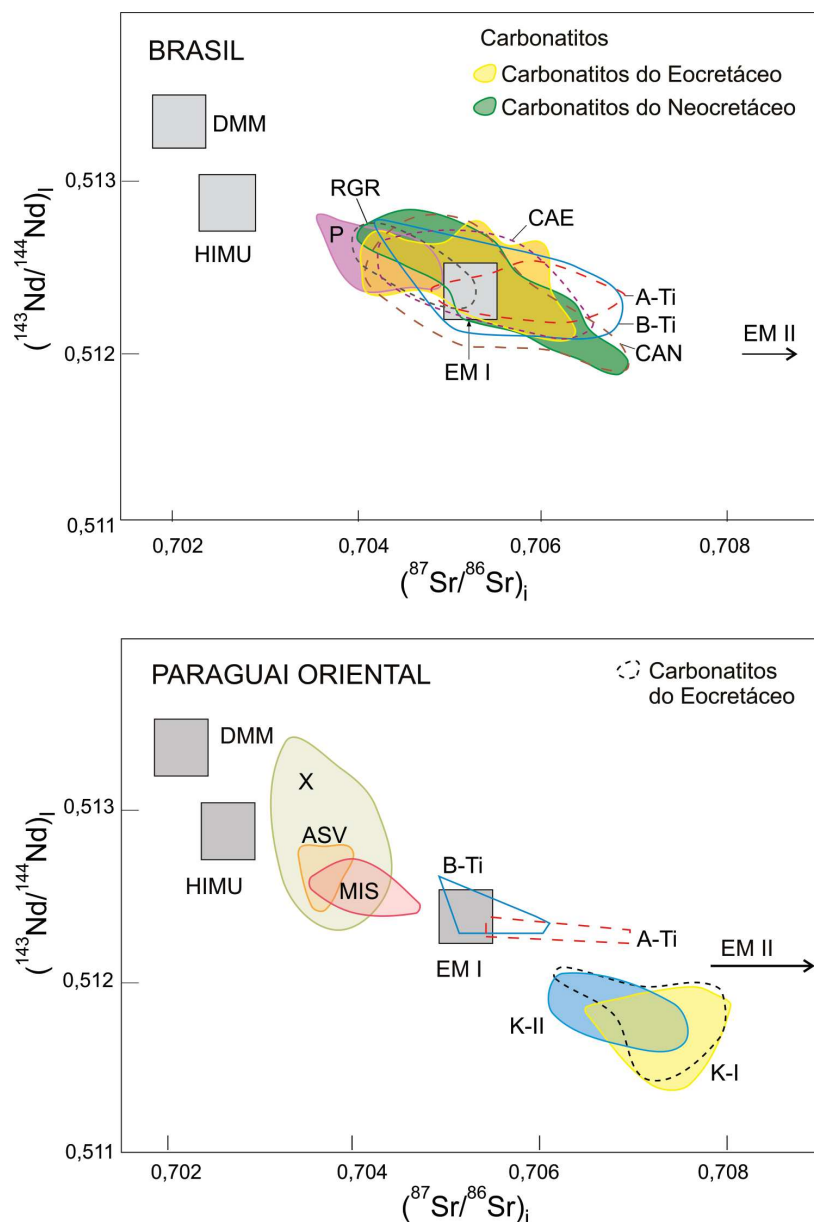 BRASIL
Carbonatitos
Carbonatitos do Eocretáceo
Carbonatitos do Neocretáceo
DMM
HIMU
RGR
P
CAE
A-Ti
B-Ti
CAN
EM I
EM II
0,513
0,512
0,511
(143Nd/144Nd)I
0,702
0,704
0,706
0,708
(87Sr/86Sr)i
PARAGUAI ORIENTAL
Carbonatitos
do Eocretáceo
DMM
HIMU
X
ASV
MIS
B-Ti
A-Ti
EM I
EM II
K-II
K-I
0,513
0,512
0,511
(143Nd/144Nd)I
0,702
0,704
0,706
0,708
(87Sr/86Sr)i